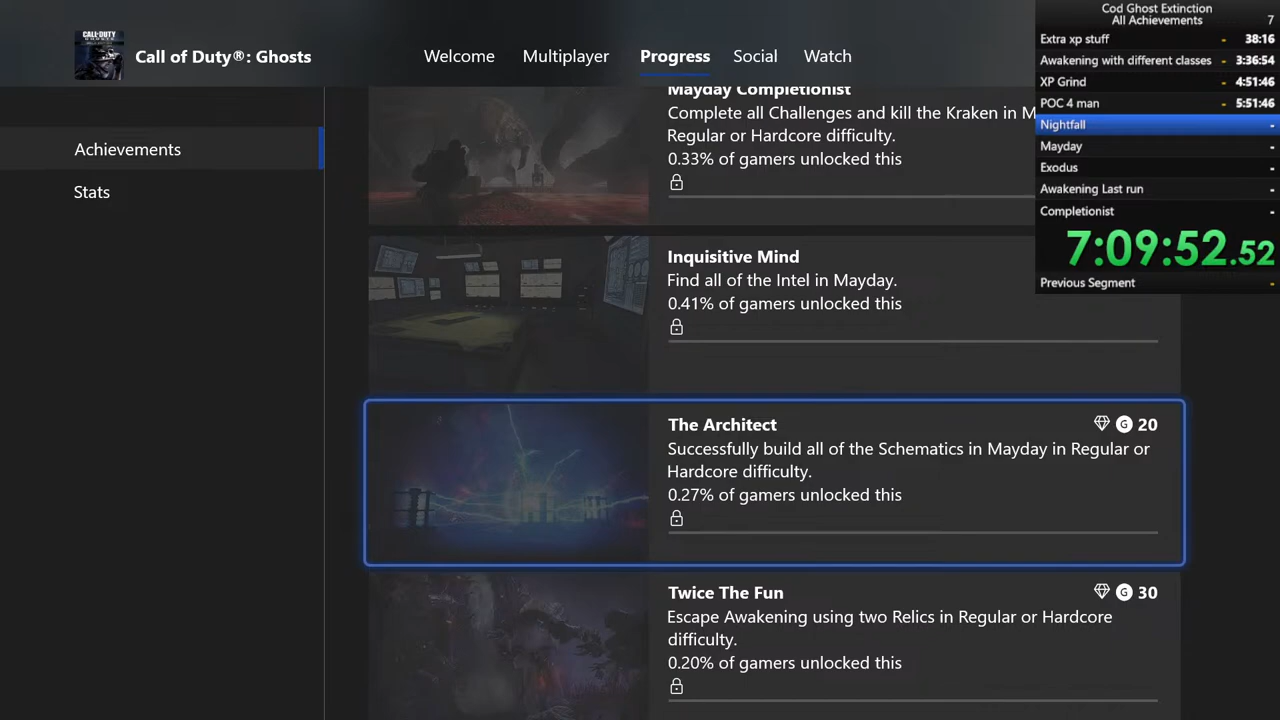 CALL OF DUTY
Call of Duty®: Ghosts
Welcome
Multiplayer
Progress
Social
Watch
Achievements
Stats
Mayday Completionist
Complete all Challenges and kill the Kraken in M
Regular or Hardcore difficulty.
0.33% of gamers unlocked this
Inquisitive Mind
Find all of the Intel in Mayday.
0.41% of gamers unlocked this
The Architect
G 20
Successfully build all of the Schematics in Mayday in Regular or
Hardcore difficulty.
0.27% of gamers unlocked this
Twice The Fun
G 30
Escape Awakening using two Relics in Regular or Hardcore
difficulty.
0.20% of gamers unlocked this
Cod Ghost Extinction
All Achievements 7
Extra xp stuff - 38:16
Awakening with different classes - 3:36:54
XP Grind - 4:51:46
POC 4 man - 5:51:46
Nightfall -
Mayday -
Exodus -
Awakening Last run -
Completionist -
7:09:52.52
Previous Segment -